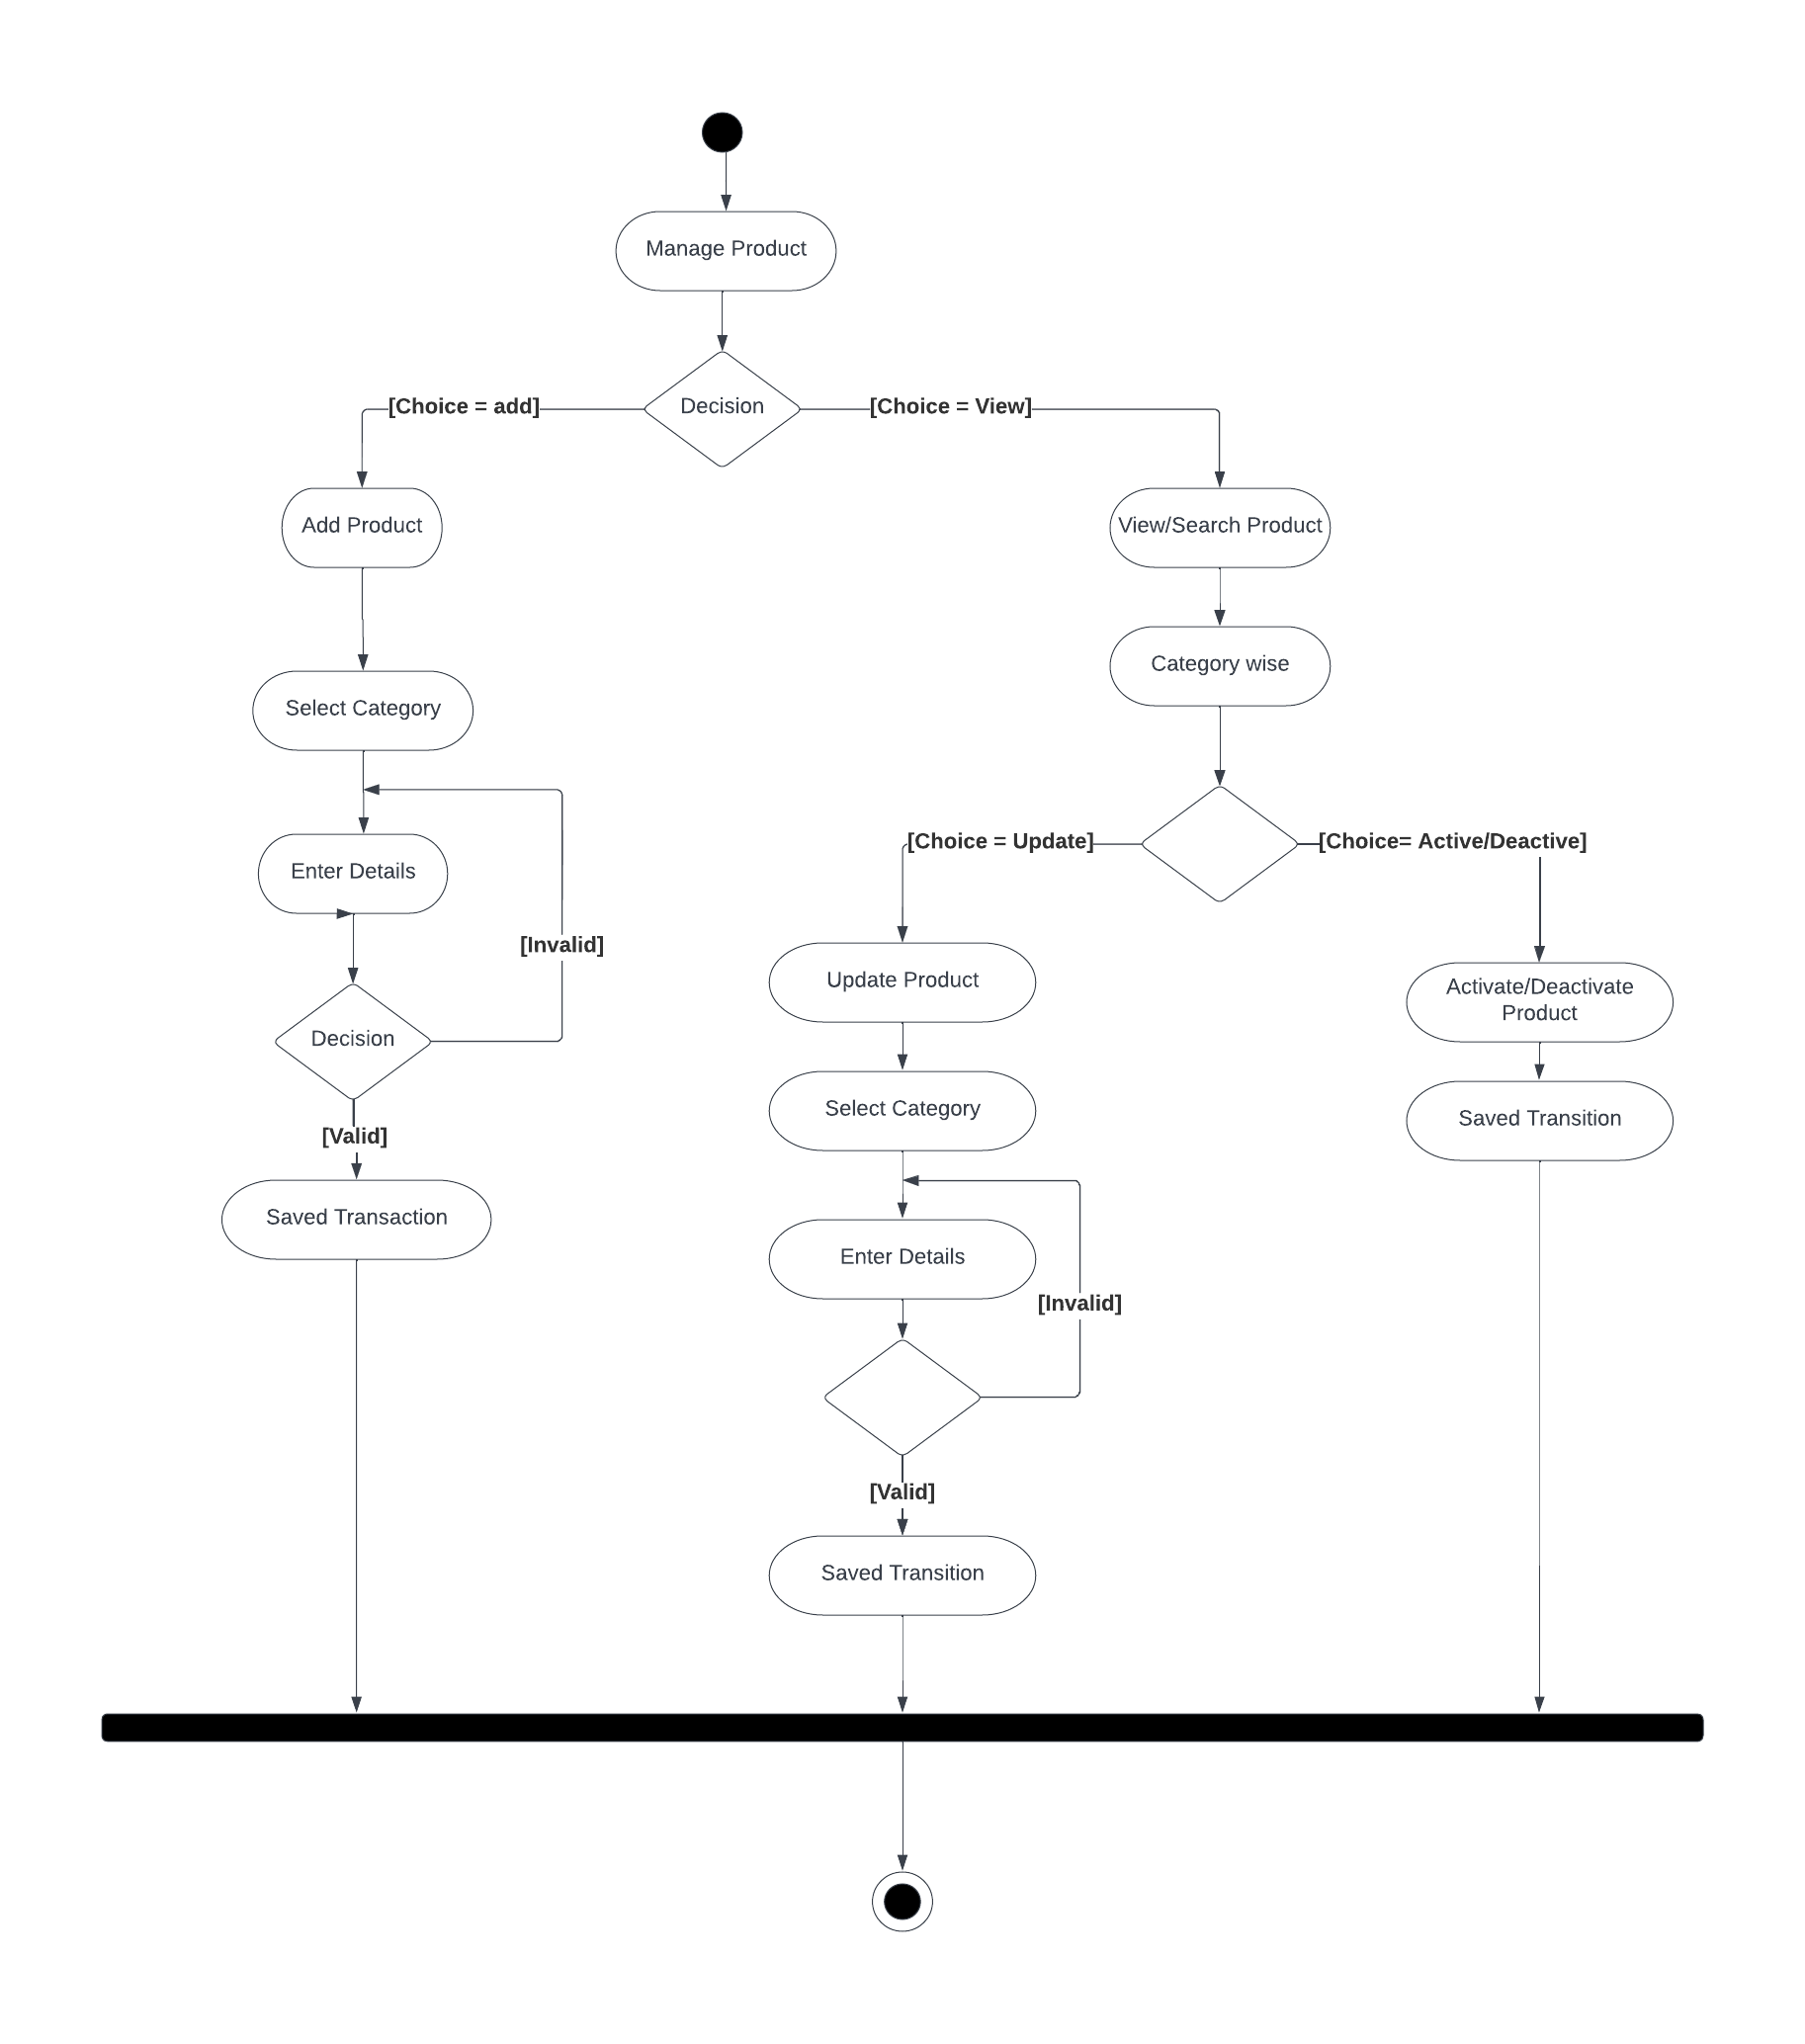 Manage Product
Decision
[Choice = add]
[Choice = View]
Add Product
View/Search Product
Select Category
Category wise
Enter Details
[Choice = Update]
[Choice= Active/Deactive]
[Invalid]
Decision
Update Product
Activate/Deactivate
Product
[Valid]
Select Category
Saved Transition
Saved Transaction
Enter Details
[Invalid]
[Valid]
Saved Transition